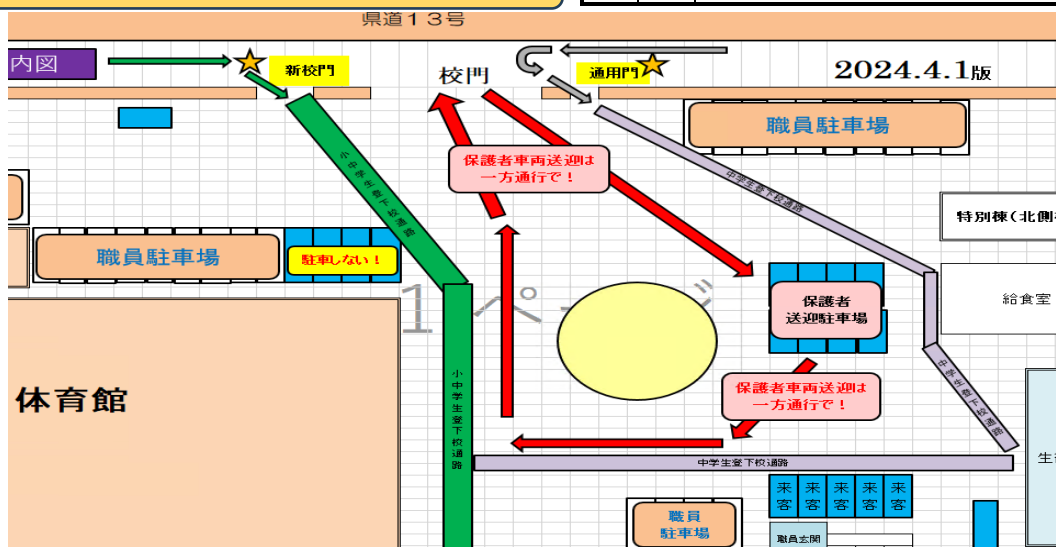 県道13号
内図
新校門
校門
通用門
2024.4.1版
職員駐車場
保護者車両送迎は
一方通行で！
小中学生登下校通路
中学生登下校通路
特別棟(北側
職員駐車場
駐車しない！
1ページ
保護者
送迎駐車場
給食室
体育館
小中学生登下校通路
保護者車両送迎は
一方通行で！
中学生登下校通路
中学生登下校通路
来客
来客
来客
来客
来客
職員
駐車場
職員玄関